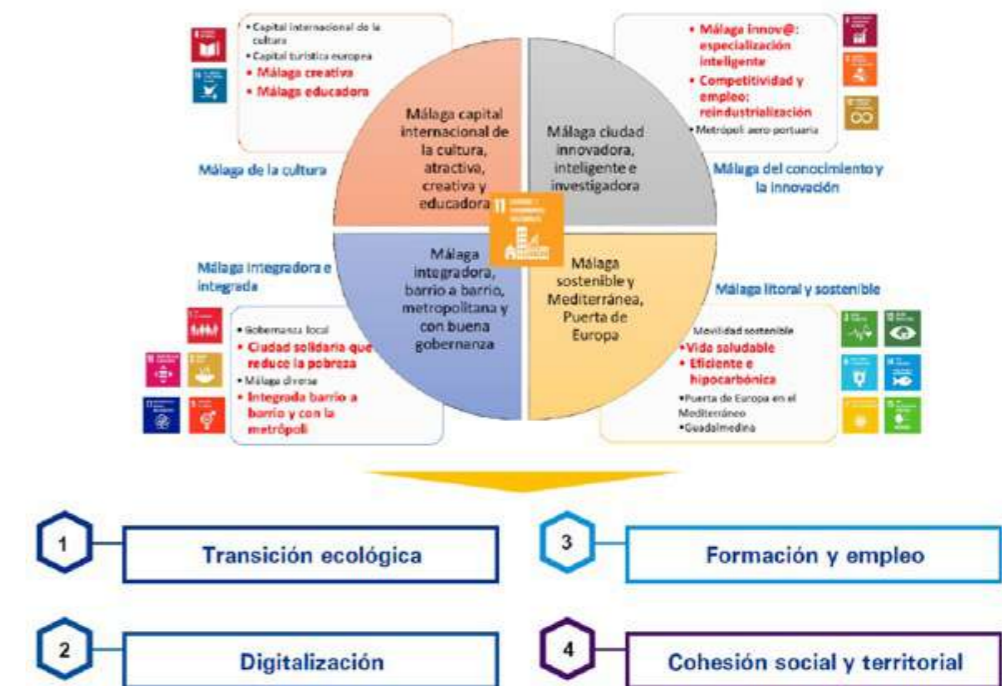 • Capital internacional de la
cultura
• Capital turística europea
• Málaga creativa
• Málaga educadora
Málaga de la cultura
Málaga capital
internacional de
la cultura,
atractiva,
creativa y
educadora
Málaga ciudad
innovadora,
inteligente e
investigadora
• Málaga innov@:
especialización
inteligente
• Competitividad y
empleo:
reindustrialización
• Metrópoli aero-portuaria
Málaga del conocimiento y
la innovación
11
Málaga integradora e
integrada
• Gobernanza local
• Ciudad solidaria que
reduce la pobreza
• Málaga diversa
• Integrada barrio a
barrio y con la
metrópoli
Málaga
integradora,
barrio a barrio,
metropolitana y
con buena
gobernanza
Málaga
sostenible y
Mediterránea,
Puerta de
Europa
Málaga litoral y sostenible
Movilidad sostenible
•Vida saludable
• Eficiente e
hipocarbónica
•Puerta de Europa en el
Mediterráneo
•Guadalmedina
1
Transición ecológica
3
Formación y empleo
2
Digitalización
4
Cohesión social y territorial